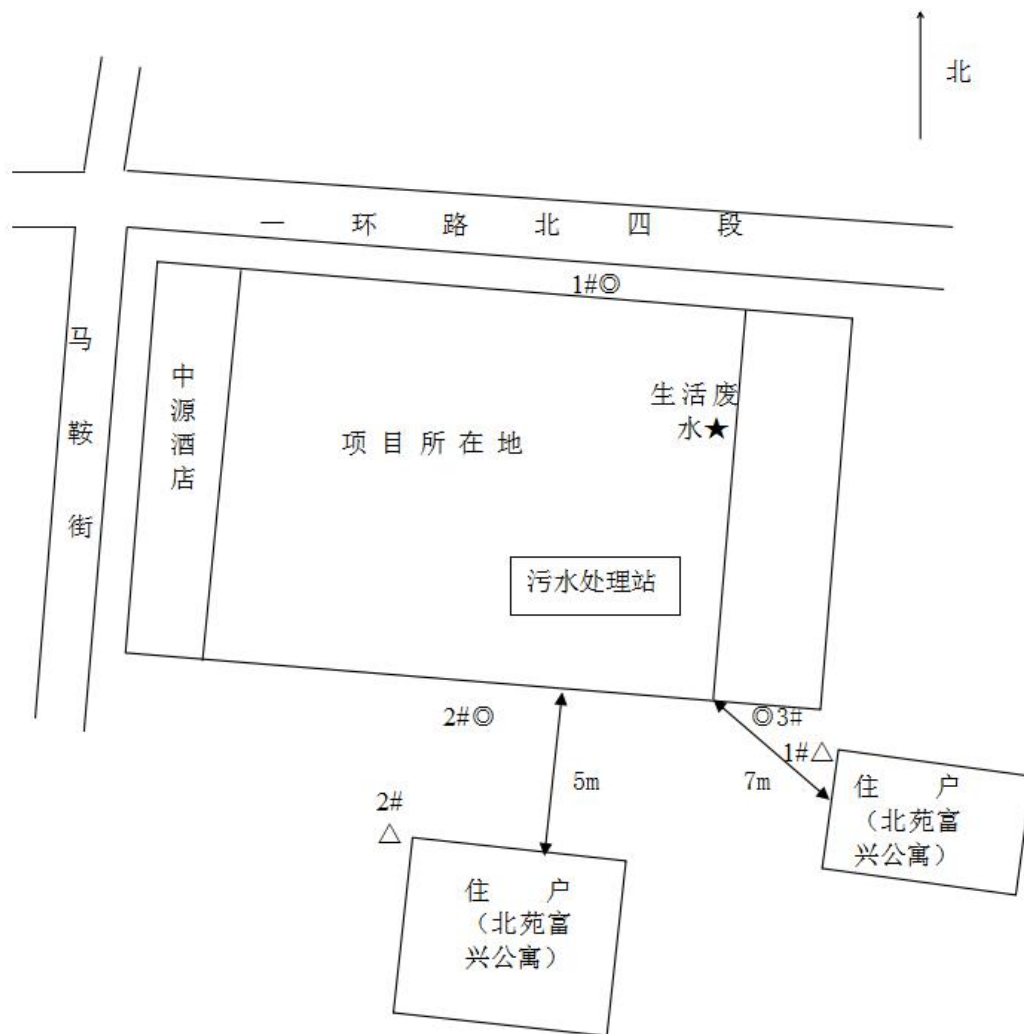 北
一 环 路 北 四 段
1#◎
马
鞍
街
中
源
酒
店
项 目 所 在 地
生活废
水★
污水处理站
2#◎
◎3#
1#△
5m
7m
2#
△
住 户
(北苑富
兴公寓)
住 户
(北苑富
兴公寓)